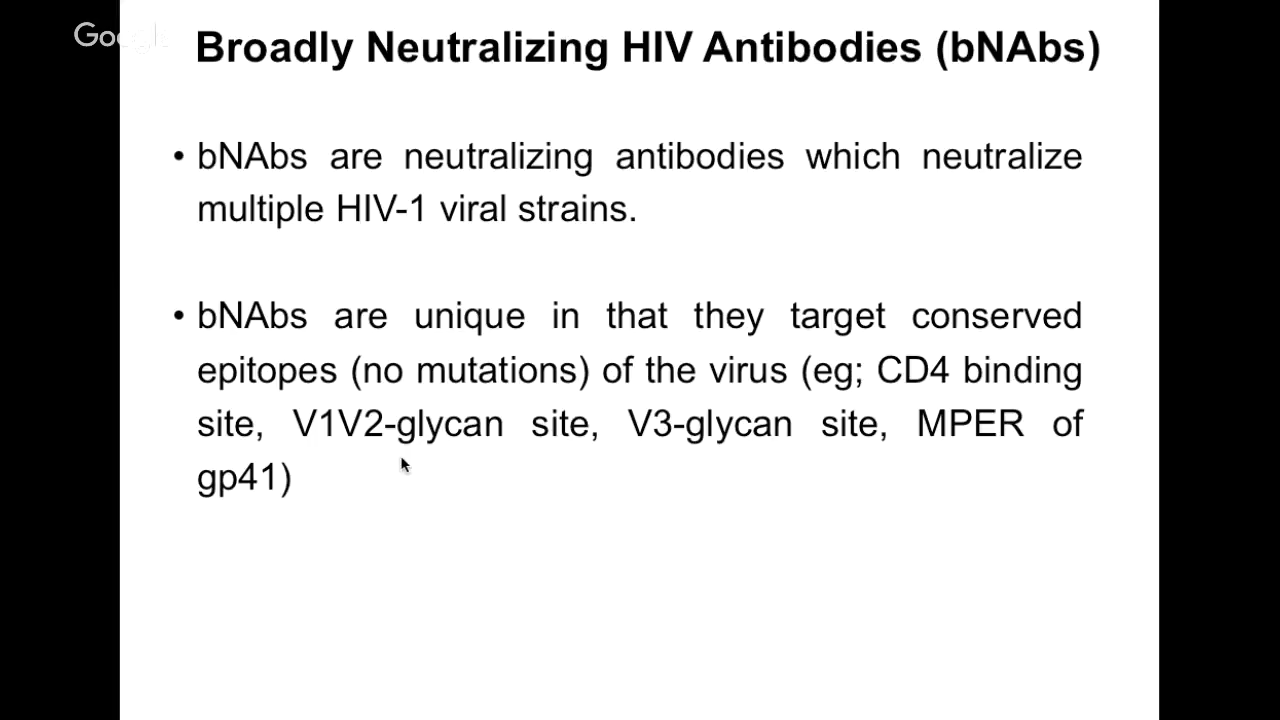 Google
Broadly Neutralizing HIV Antibodies (bNAbs)
• bNAbs are neutralizing antibodies which neutralize
multiple HIV-1 viral strains.
• bNAbs are unique in that they target conserved
epitopes (no mutations) of the virus (eg; CD4 binding
site, V1V2-glycan site, V3-glycan site, MPER of
gp41)